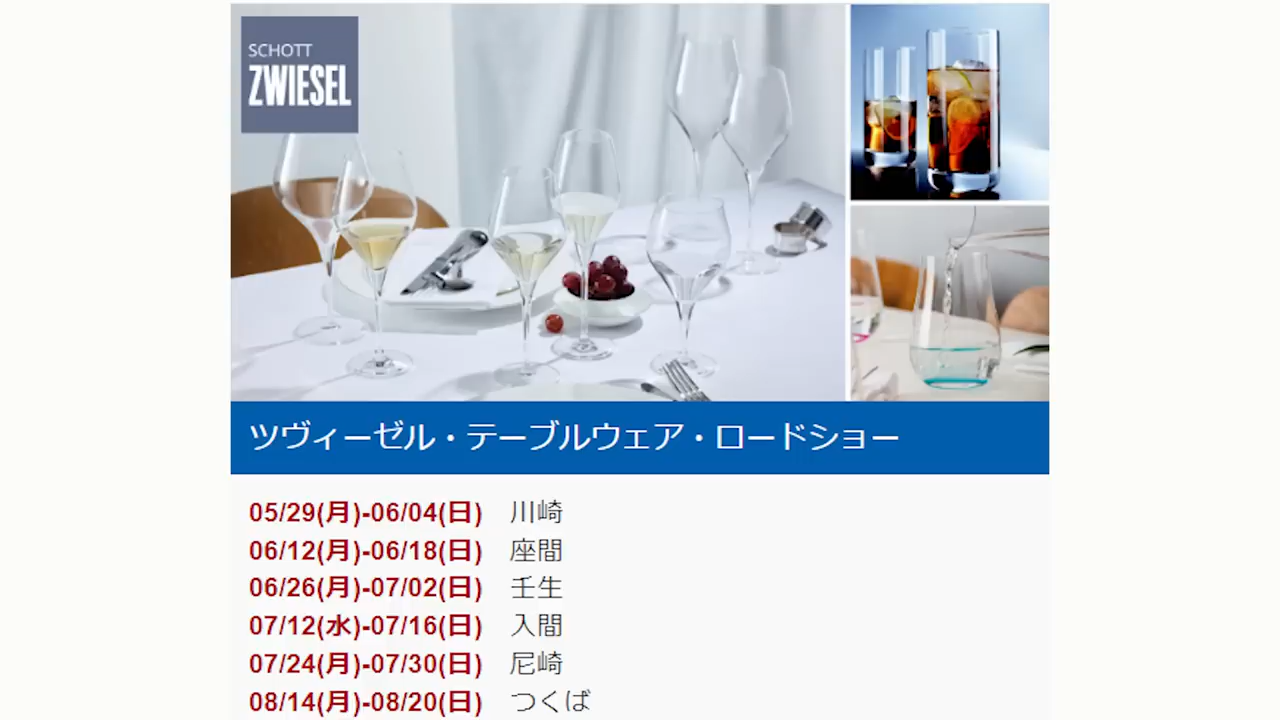 SCHOTT
ZWIESEL
ツヴィーゼル・テーブルウェア・ロードショー
05/29(月)-06/04(日) 川崎
06/12(月)-06/18(日) 座間
06/26(月)-07/02(日) 壬生
07/12(水)-07/16(日) 入間
07/24(月)-07/30(日) 尼崎
08/14(月)-08/20(日) つくば